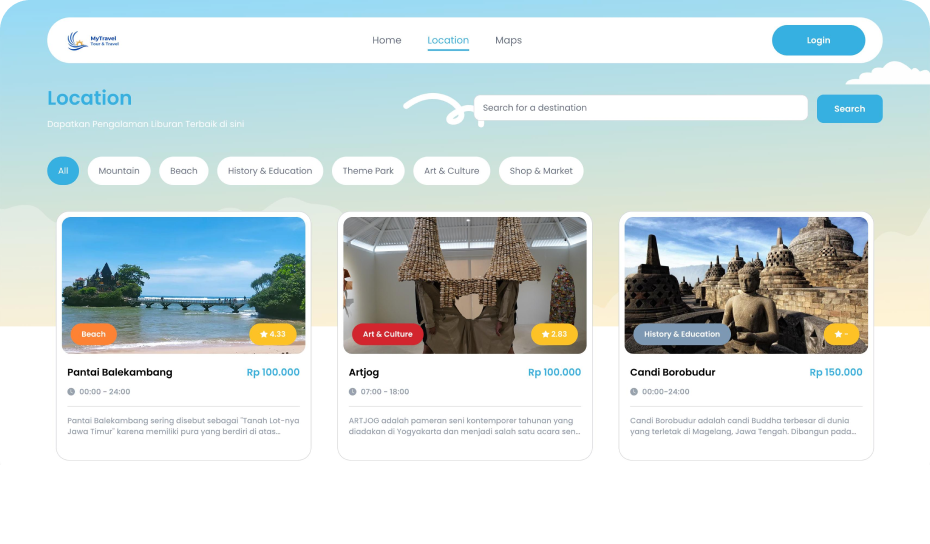 MyTravel
Tour & Travel
Home
Location
Maps
Login
Location
Dapatkan Pengalaman Liburan Terbaik di sini
Search for a destination
Search
All
Mountain
Beach
History & Education
Theme Park
Art & Culture
Shop & Market
Beach
4.33
Pantai Balekambang
Rp 100.000
00:00 - 24:00
Pantai Balekambang sering disebut sebagai "Tanah Lot-nya
Jawa Timur" karena memiliki pura yang berdiri di atas...
Art & Culture
2.63
Artjog
Rp 100.000
07:00 - 18:00
ARTJOG adalah pameran seni kontemporer tahunan yang
diadakan di Yogyakarta dan menjadi salah satu acara sen...
History & Education
-
Candi Borobudur
Rp 150.000
00:00-24:00
Candi Borobudur adalah candi Buddha terbesar di dunia
yang terletak di Magelang, Jawa Tengah. Dibangun pada...